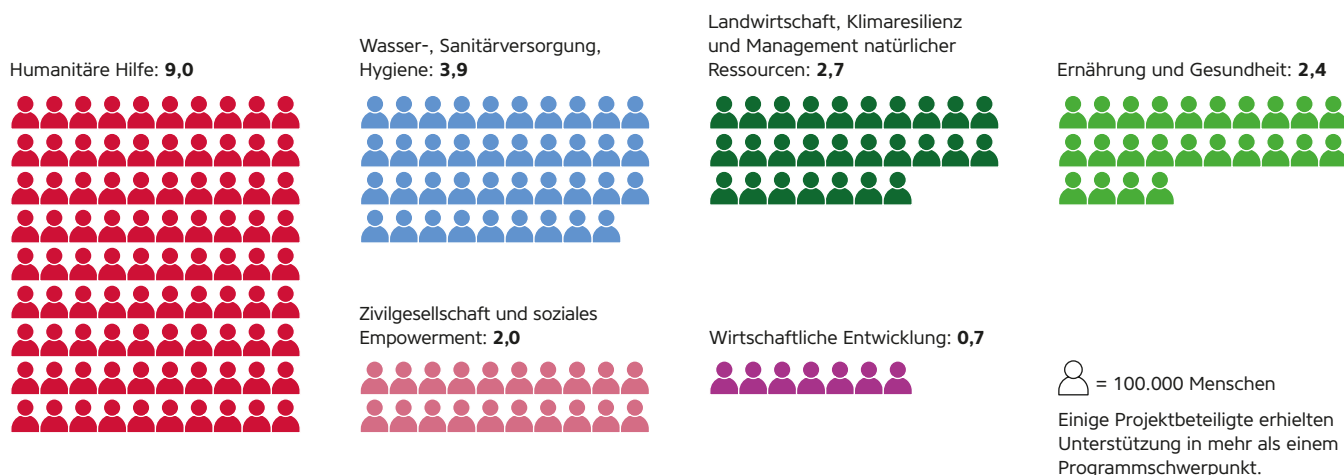 Humanitäre Hilfe: 9,0
Wasser-, Sanitärversorgung,
Hygiene: 3,9
Landwirtschaft, Klimaresilienz
und Management natürlicher
Ressourcen: 2,7
Ernährung und Gesundheit: 2,4
Zivilgesellschaft und soziales
Empowerment: 2,0
Wirtschaftliche Entwicklung: 0,7
= 100.000 Menschen
Einige Projektbeteiligte erhielten
Unterstützung in mehr als einem
Programmschwerpunkt.